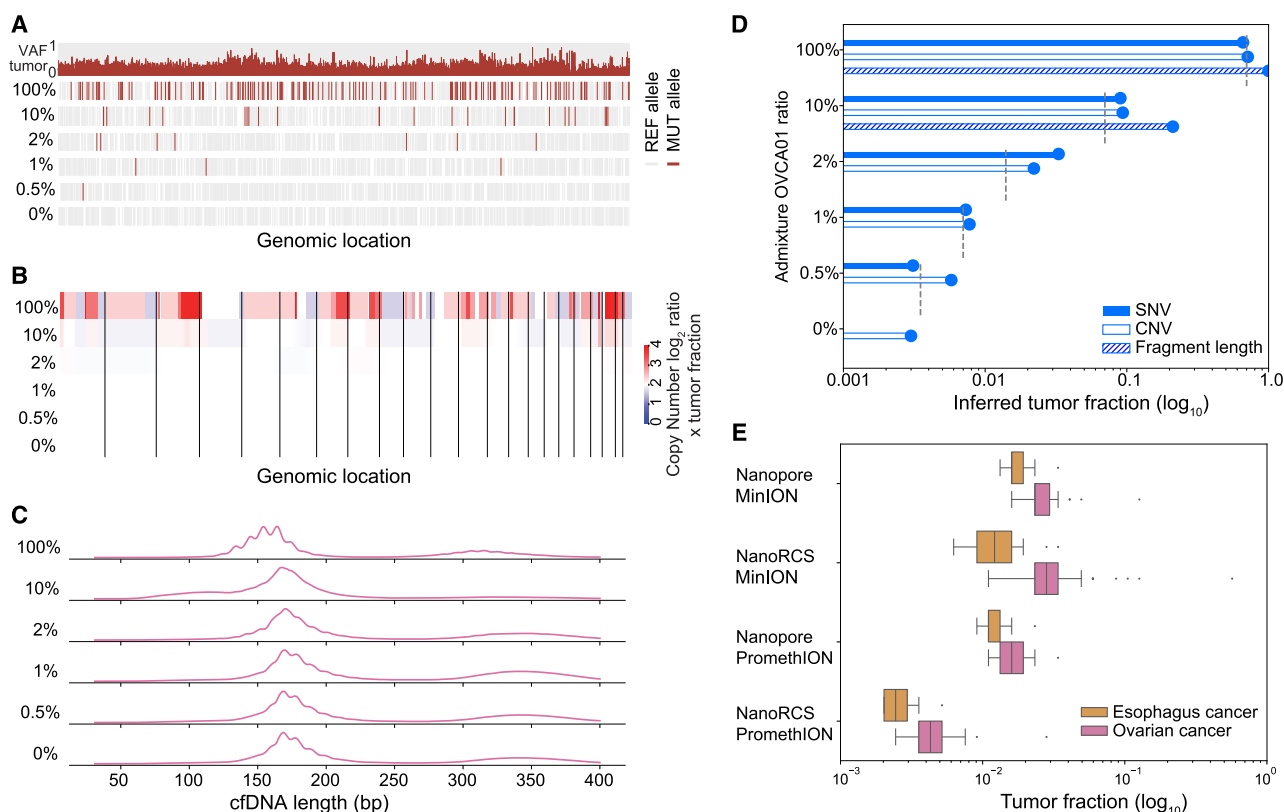 A
VAF 1
tumor 0
100%
10%
2%
1%
0.5%
0%
Genomic location
REF allele
MUT allele
B
100%
10%
2%
1%
0.5%
0%
Genomic location
0 1 2 3 4
Copy Number log2 ratio
x tumor fraction
C
100%
10%
2%
1%
0.5%
0%
50 100 150 200 250 300 350 400
cfDNA length (bp)
D
Admixture OVCA01 ratio
100%
10%
2%
1%
0.5%
0%
SNV
CNV
Fragment length
0.001 0.01 0.1 1.0
Inferred tumor fraction (log10)
E
Nanopore
MinION
NanoRCS
MinION
Nanopore
PromethION
NanoRCS
PromethION
Esophagus cancer
Ovarian cancer
10−3 10−2 10−1 100
Tumor fraction (log10)